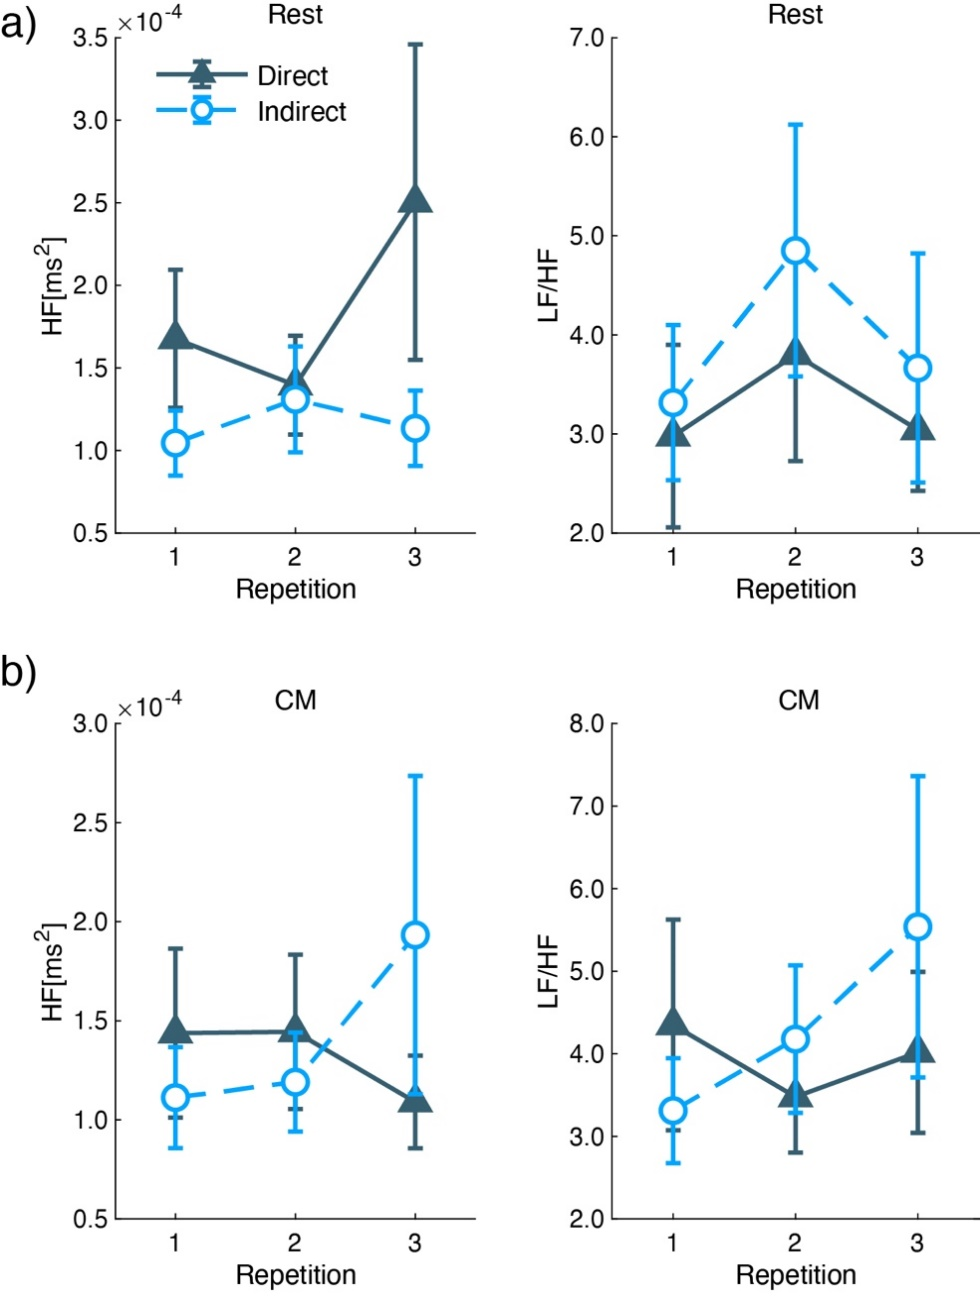 a)
Rest
×10⁻⁴
3.5
3.0
2.5
2.0
1.5
1.0
0.5
HF[ms²]
Direct
Indirect
1 2 3
Repetition
Rest
7.0
6.0
5.0
4.0
3.0
2.0
LF/HF
1 2 3
Repetition
b)
CM
×10⁻⁴
3.0
2.5
2.0
1.5
1.0
0.5
HF[ms²]
1 2 3
Repetition
CM
8.0
7.0
6.0
5.0
4.0
3.0
2.0
LF/HF
1 2 3
Repetition